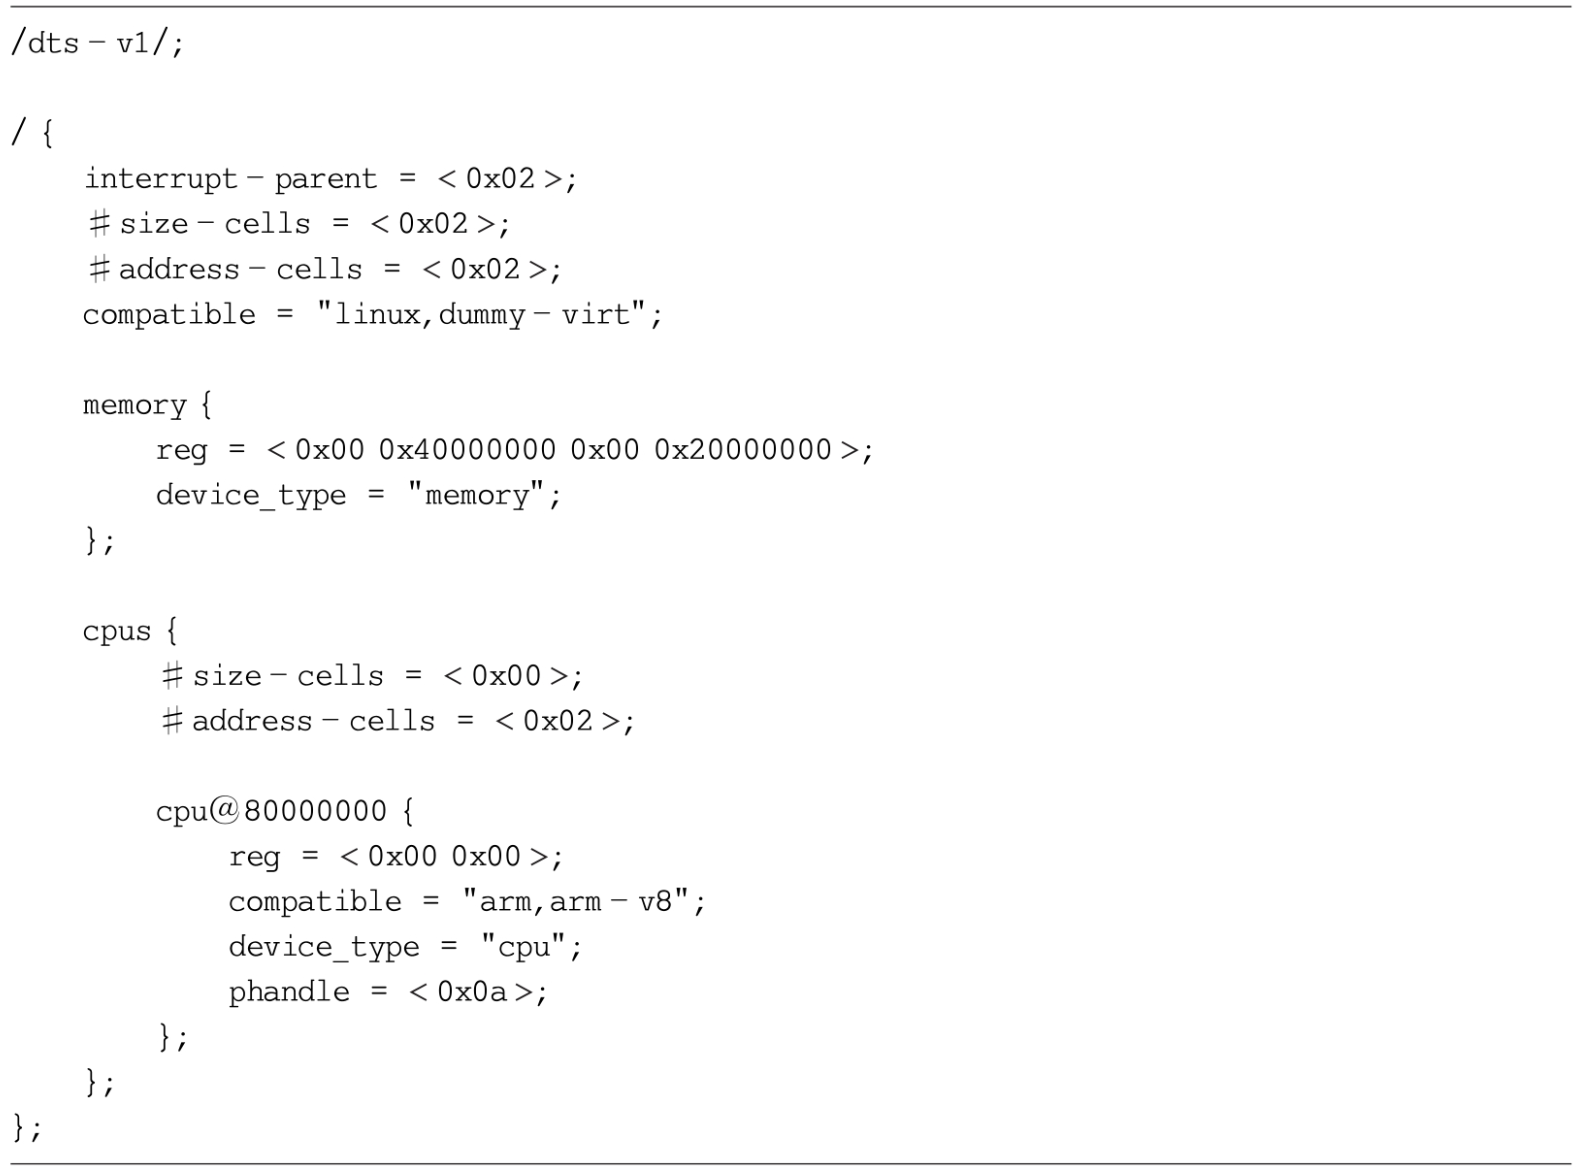 /dts-v1/;
/ {
interrupt-parent = <0x02>;
#size-cells = <0x02>;
#address-cells = <0x02>;
compatible = "linux,dummy-virt";
memory {
reg = <0x00 0x40000000 0x00 0x20000000>;
device_type = "memory";
};
cpus {
#size-cells = <0x00>;
#address-cells = <0x02>;
cpu@80000000 {
reg = <0x00 0x00>;
compatible = "arm,arm-v8";
device_type = "cpu";
phandle = <0x0a>;
};
};
};